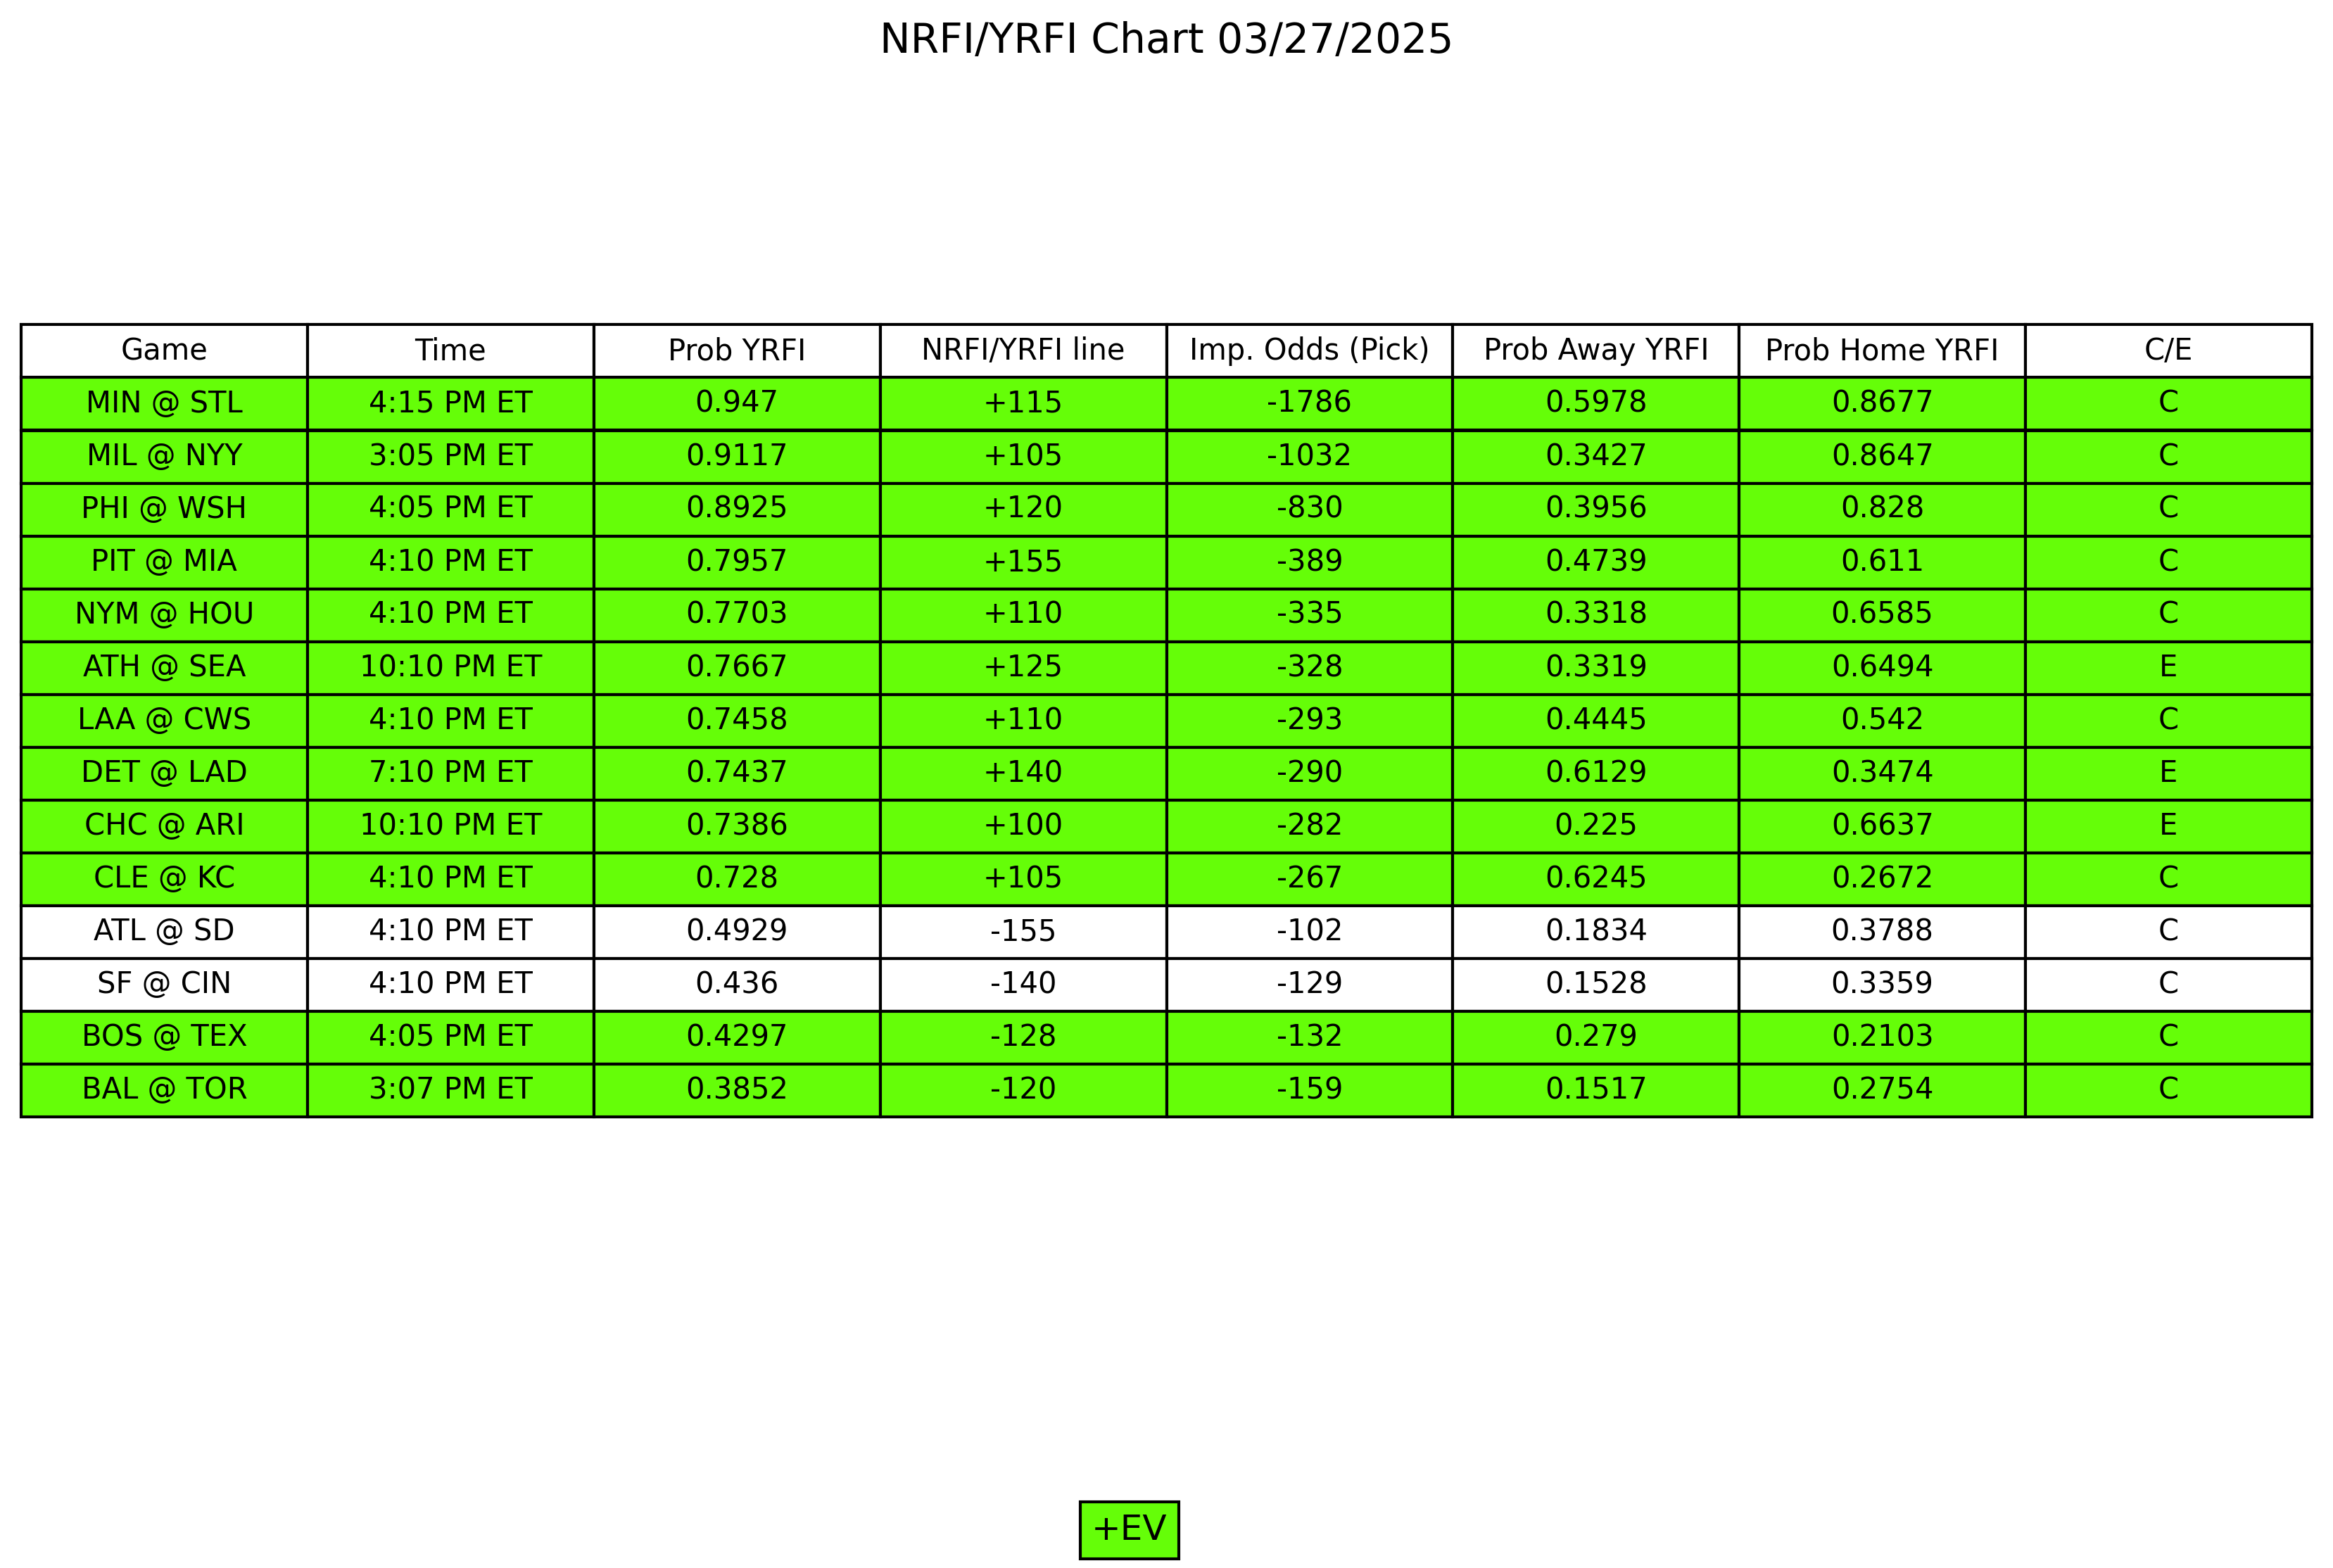 NRFI/YRFI Chart 03/27/2025
Game Time Prob YRFI NRFI/YRFI line Imp. Odds (Pick) Prob Away YRFI Prob Home YRFI C/E
MIN @ STL 4:15 PM ET 0.947 +115 -1786 0.5978 0.8677 C
MIL @ NYY 3:05 PM ET 0.9117 +105 -1032 0.3427 0.8647 C
PHI @ WSH 4:05 PM ET 0.8925 +120 -830 0.3956 0.828 C
PIT @ MIA 4:10 PM ET 0.7957 +155 -389 0.4739 0.611 C
NYM @ HOU 4:10 PM ET 0.7703 +110 -335 0.3318 0.6585 C
ATH @ SEA 10:10 PM ET 0.7667 +125 -328 0.3319 0.6494 E
LAA @ CWS 4:10 PM ET 0.7458 +110 -293 0.4445 0.542 C
DET @ LAD 7:10 PM ET 0.7437 +140 -290 0.6129 0.3474 E
CHC @ ARI 10:10 PM ET 0.7386 +100 -282 0.225 0.6637 E
CLE @ KC 4:10 PM ET 0.728 +105 -267 0.6245 0.2672 C
ATL @ SD 4:10 PM ET 0.4929 -155 -102 0.1834 0.3788 C
SF @ CIN 4:10 PM ET 0.436 -140 -129 0.1528 0.3359 C
BOS @ TEX 4:05 PM ET 0.4297 -128 -132 0.279 0.2103 C
BAL @ TOR 3:07 PM ET 0.3852 -120 -159 0.1517 0.2754 C
+EV